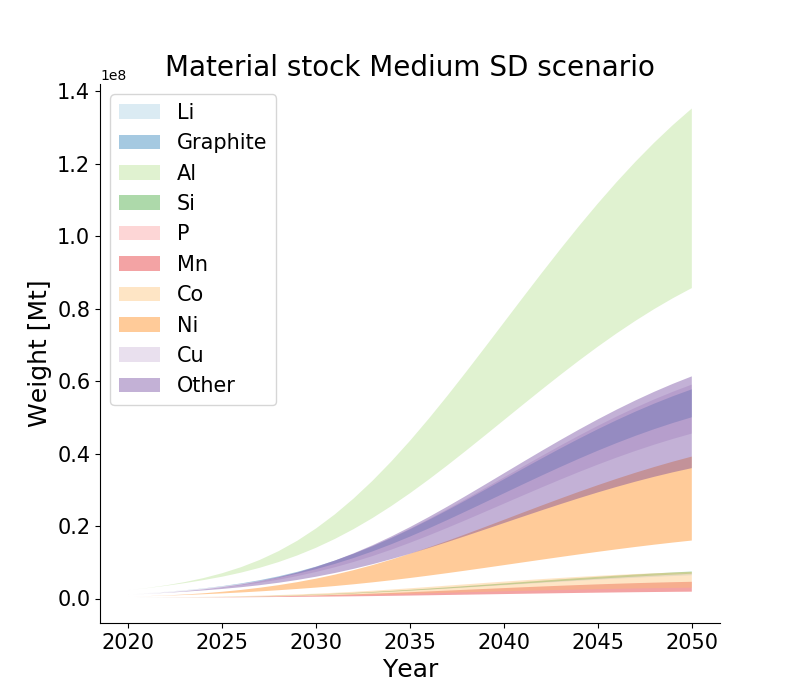 Material stock Medium SD scenario
1e8
1.4
1.2
1.0
0.8
0.6
0.4
0.2
0.0
Weight [Mt]
Li
Graphite
Al
Si
P
Mn
Co
Ni
Cu
Other
2020 2025 2030 2035 2040 2045 2050
Year